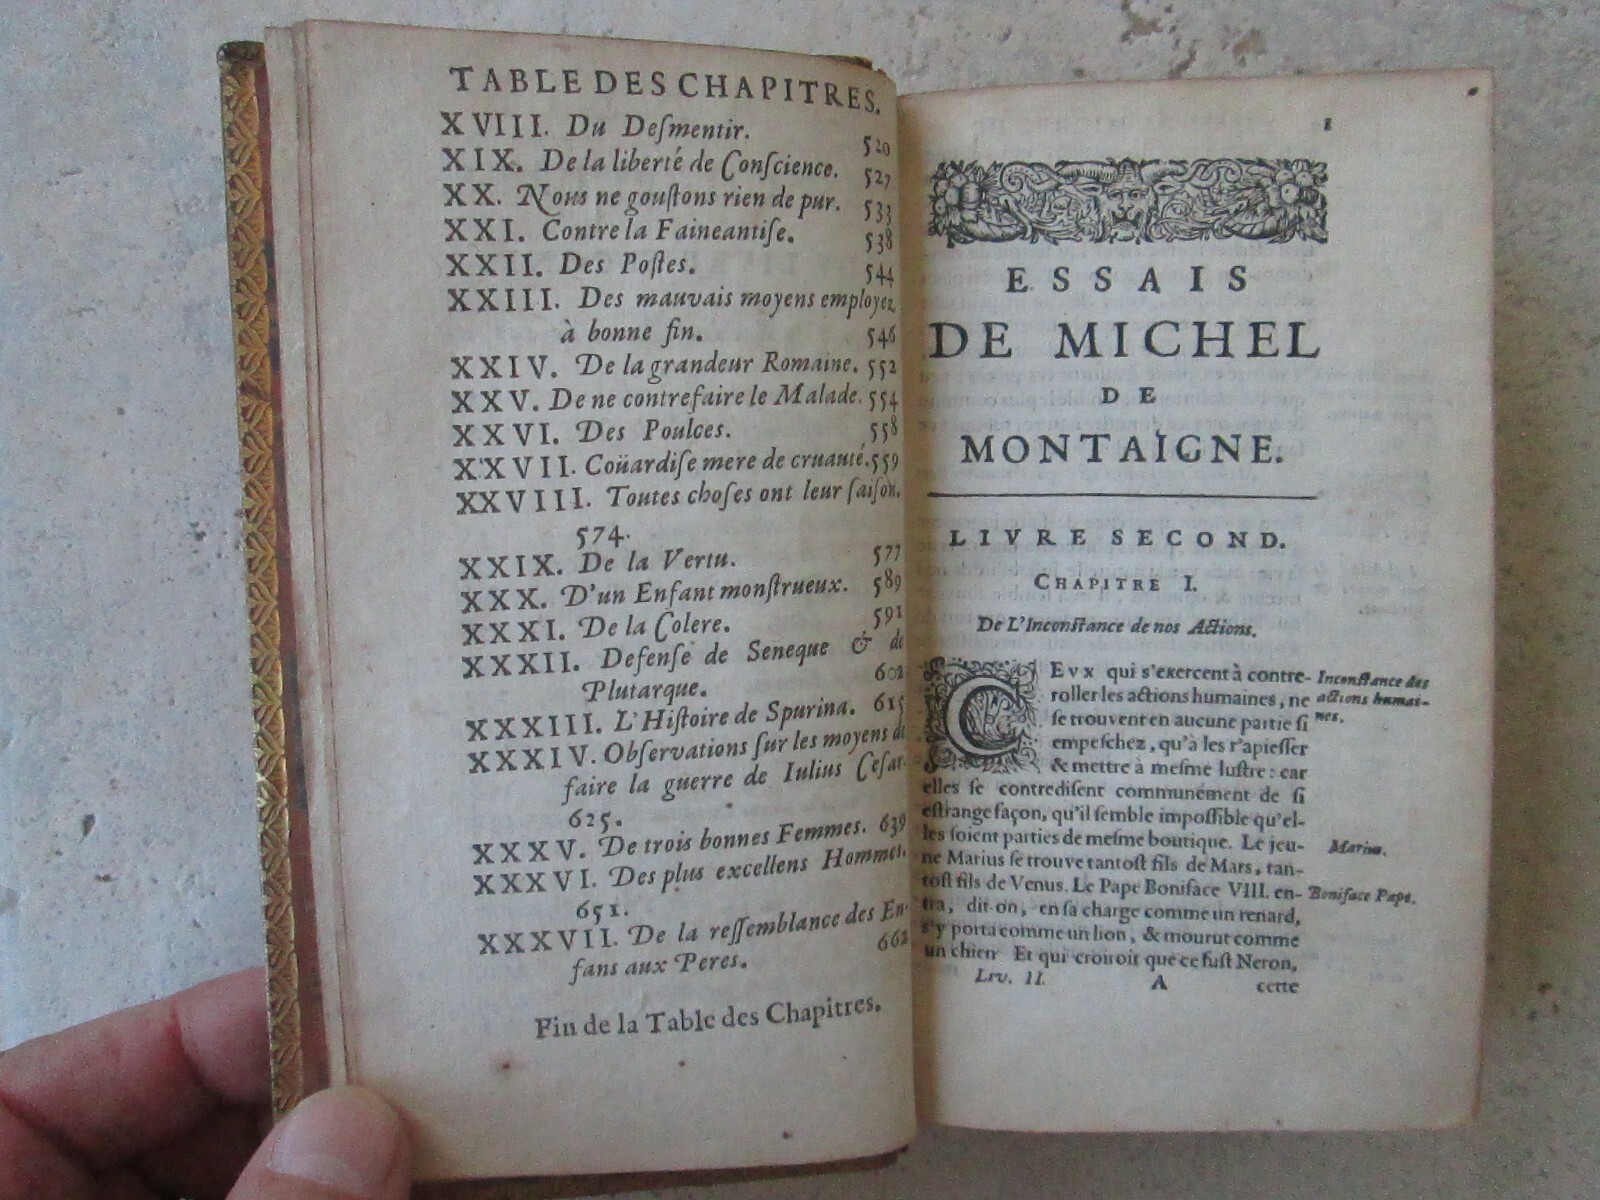 TABLE DES CHAPITRES.
XVIII. Du Deſmentir. 520
XIX. De la liberté de Conſcience. 527
XX. Nous ne gouſtons rien de pur. 533
XXI. Contre la Faineantiſe. 538
XXII. Des Poſtes. 544
XXIII. Des mauvais moyens employez
à bonne fin. 546
XXIV. De la grandeur Romaine. 552
XXV. De ne contrefaire le Malade. 554
XXVI. Des Poulces. 558
XXVII. Coüardiſe mere de cruauté. 559
XXVIII. Toutes choſes ont leur ſaiſon.
574.
XXIX. De la Vertu. 577
XXX. D'un Enfant monſtrueux. 589
XXXI. De la Colere. 591
XXXII. Defenſe de Seneque & de
Plutarque. 602
XXXIII. L'Hiſtoire de Spurina. 615
XXXIV. Obſervations ſur les moyens de
faire la guerre de Iulius Ceſar.
625.
XXXV. De trois bonnes Femmes. 639
XXXVI. Des plus excellens Hommes.
651.
XXXVII. De la reſſemblance des En-
fans aux Peres. 662
Fin de la Table des Chapitres.
1
ESSAIS
DE MICHEL
DE
MONTAIGNE.
LIVRE SECOND.
CHAPITRE I.
De L'Inconſtance de nos Actions.
CEVX qui s'exercent à contre-
roller les actions humaines, ne
ſe trouvent en aucune partie ſi
empeſchez, qu'à les r'apieſſer
& mettre à meſme luſtre: car
elles ſe contrediſent communément de ſi
eſtrange façon, qu'il ſemble impoſſible qu'el-
les ſoient parties de meſme boutique. Le jeu-
ne Marius ſe trouve tantoſt fils de Mars, tan-
toſt fils de Venus. Le Pape Boniface VIII. en-
tra, dit on, en ſa charge comme un renard,
s'y porta comme un lion, & mourut comme
un chien Et qui croiroit que ce fuſt Neron,
Liv. II. A cette
Inconſtance des
actions humai-
nes.
Marius.
Boniface Pape.